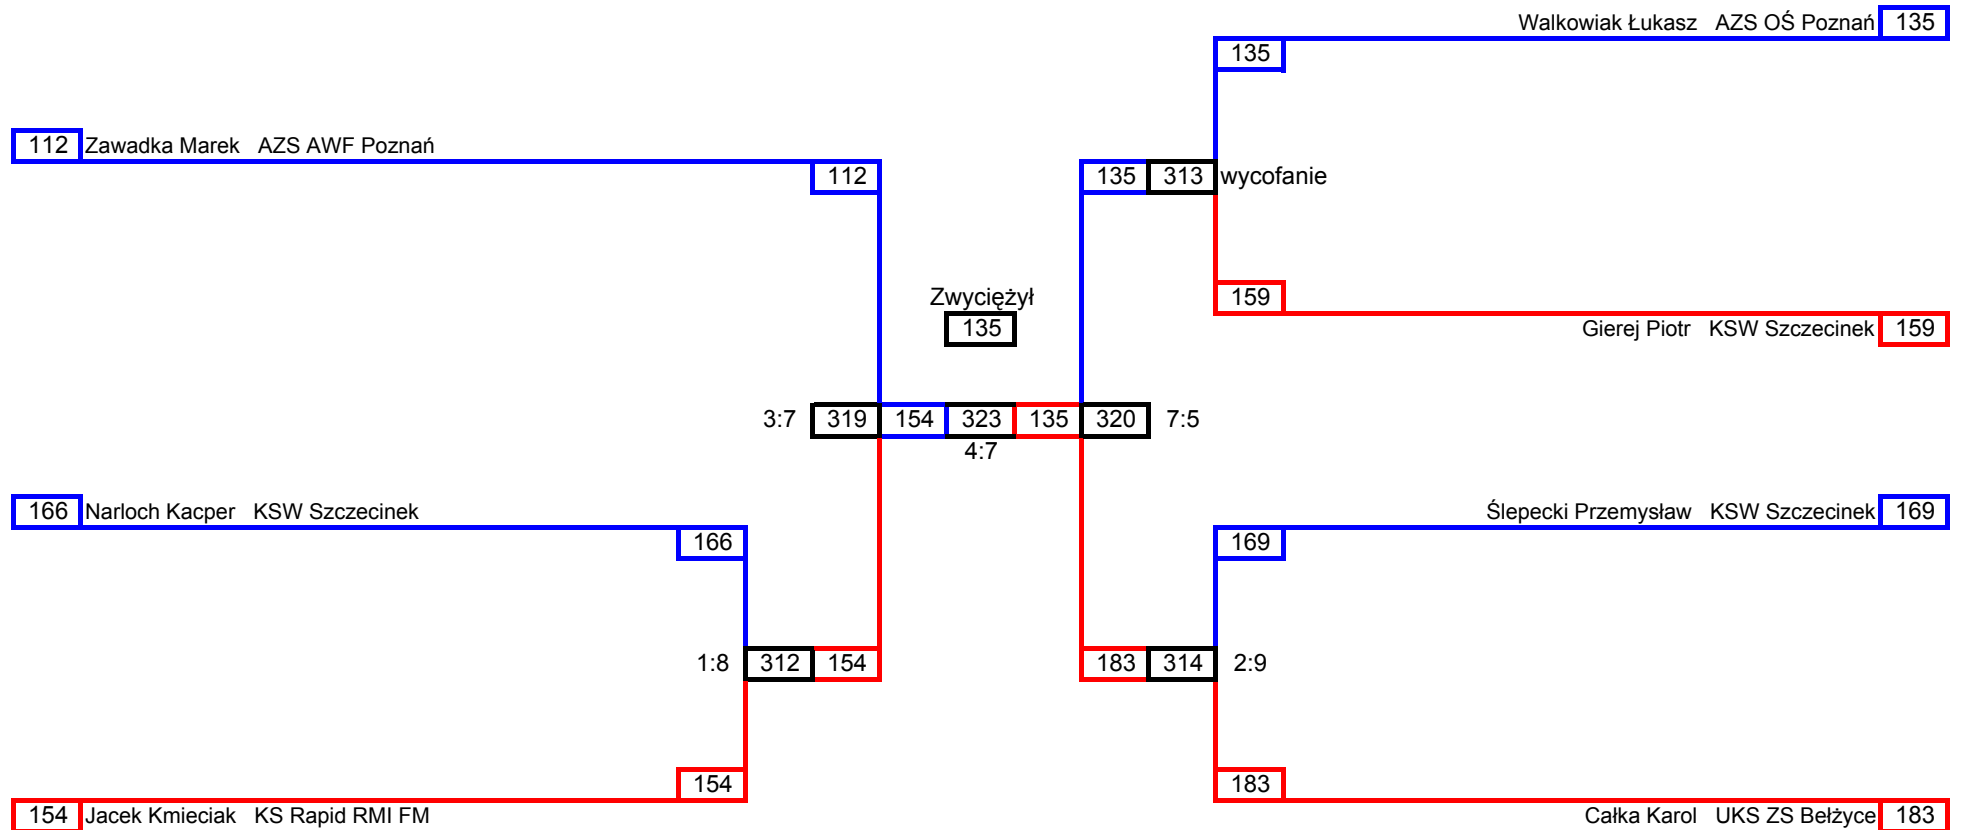 Walkowiak Łukasz AZS OŚ Poznań 135
135
112 Zawadka Marek AZS AWF Poznań
112 135 313 wycofanie
Zwyciężył 159
135 Gierej Piotr KSW Szczecinek 159
3:7 319 154 323 135 320 7:5
4:7
166 Narloch Kacper KSW Szczecinek Ślepecki Przemysław KSW Szczecinek 169
166 169
1:8 312 154 183 314 2:9
154 183
154 Jacek Kmieciak KS Rapid RMI FM Całka Karol UKS ZS Bełżyce 183